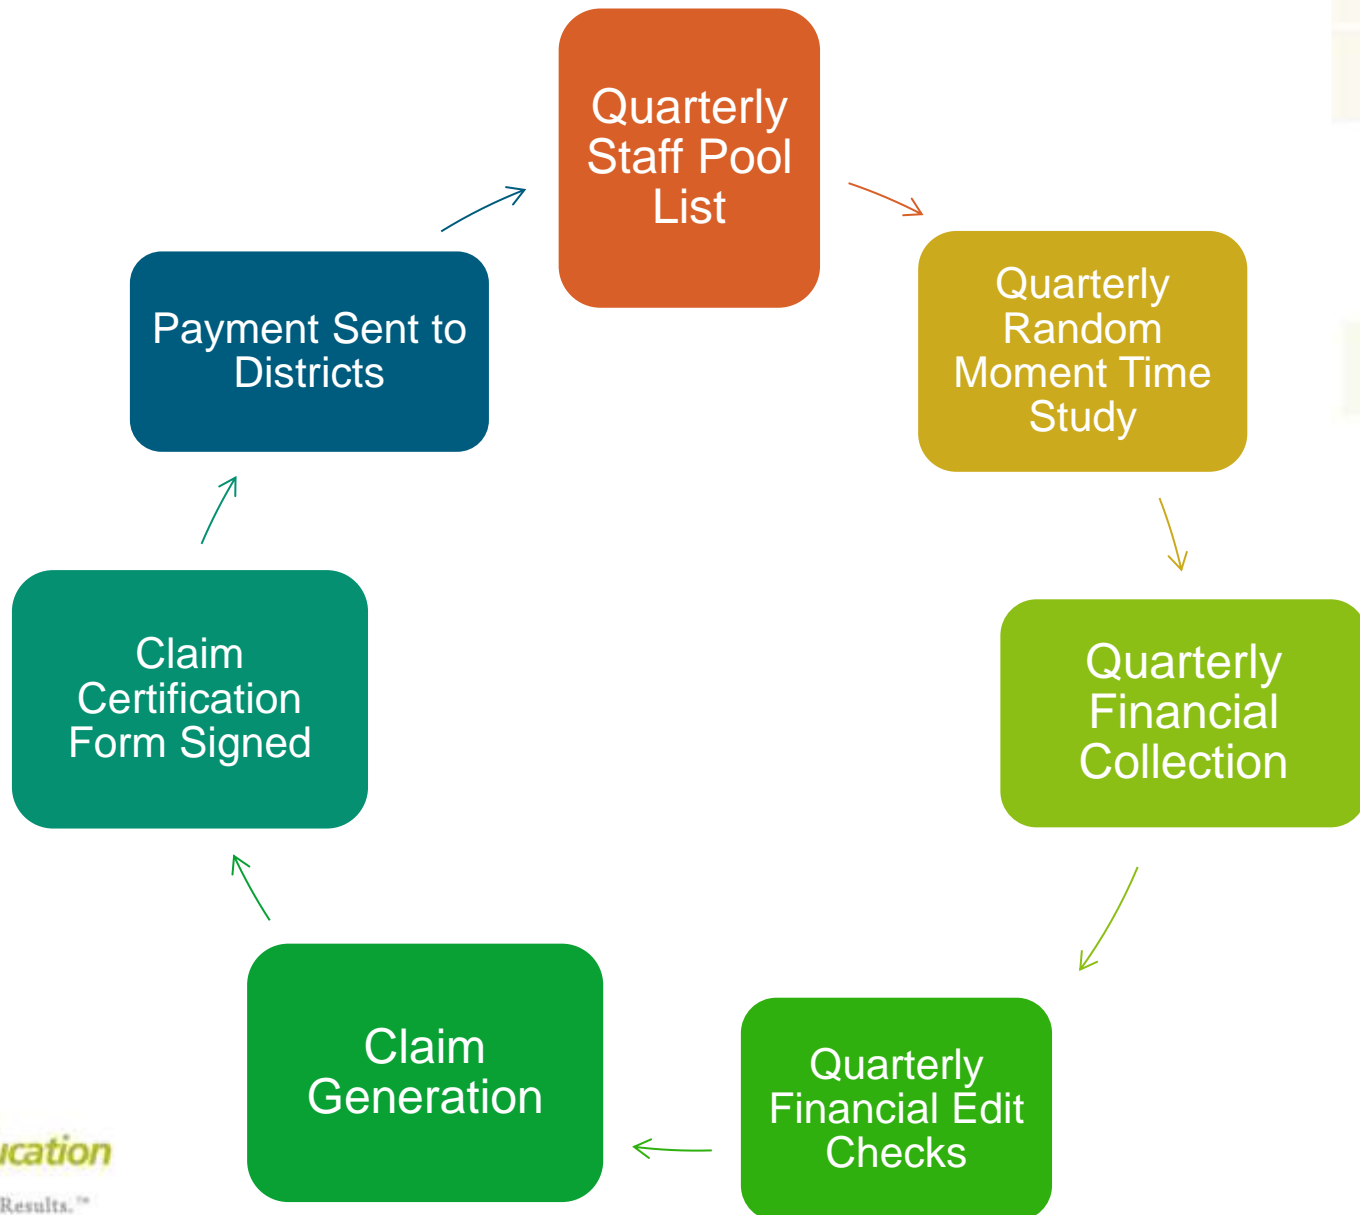 Quarterly
Staff Pool
List
Quarterly
Random
Moment Time
Study
Quarterly
Financial
Collection
Quarterly
Financial Edit
Checks
Claim
Generation
Claim
Certification
Form Signed
Payment Sent to
Districts
ucation
Results.™